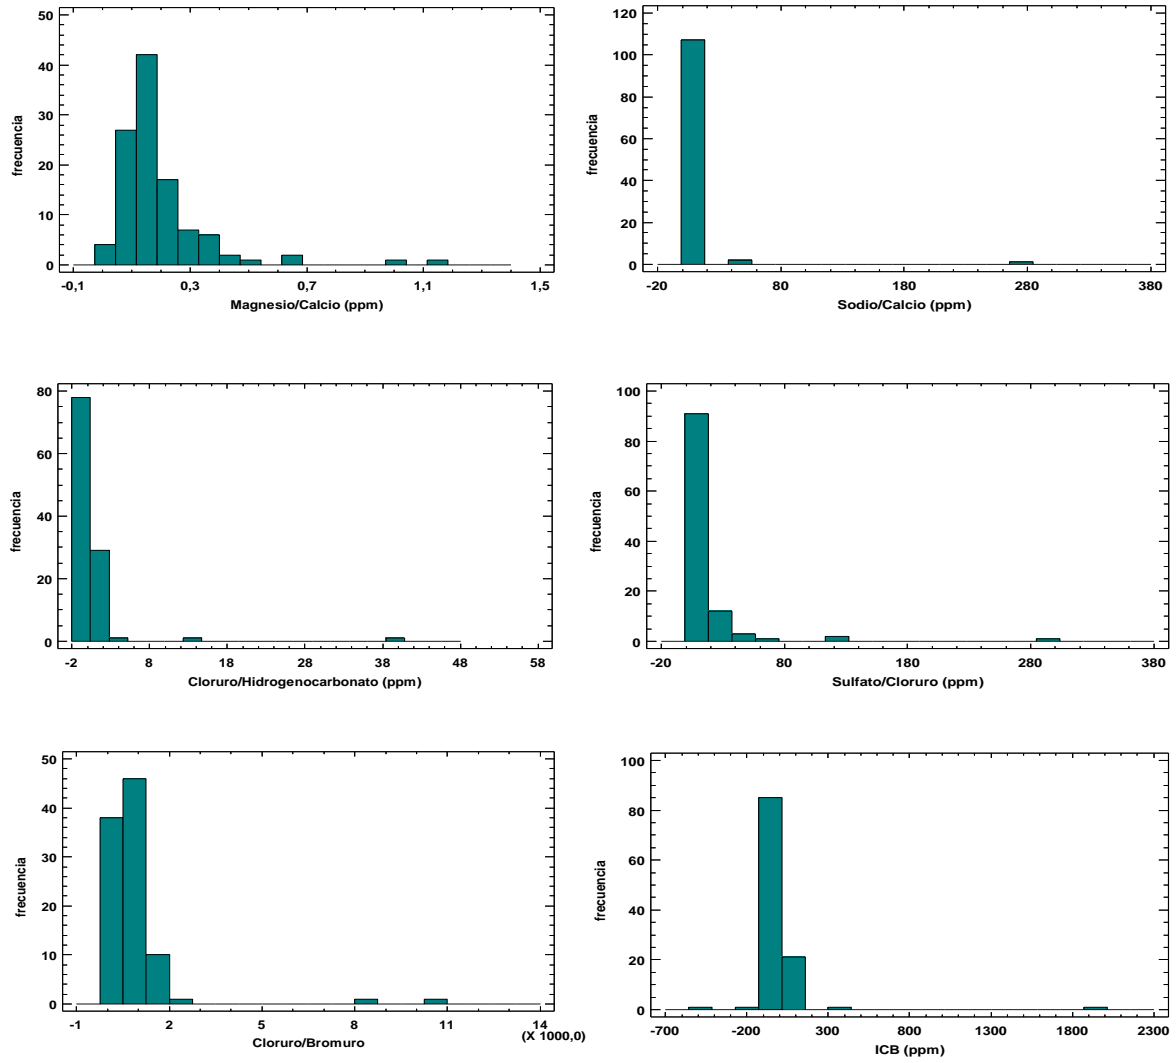 50
40
30
20
10
0
frecuencia
-0,1 0,3 0,7 1,1 1,5
Magnesio/Calcio (ppm)
120
100
80
60
40
20
0
frecuencia
-20 80 180 280 380
Sodio/Calcio (ppm)
80
60
40
20
0
frecuencia
-2 8 18 28 38 48 58
Cloruro/Hidrogenocarbonato (ppm)
100
80
60
40
20
0
frecuencia
-20 80 180 280 380
Sulfato/Cloruro (ppm)
50
40
30
20
10
0
frecuencia
-1 2 5 8 11 14
(X 1000,0)
Cloruro/Bromuro
100
80
60
40
20
0
frecuencia
-700 -200 300 800 1300 1800 2300
ICB (ppm)